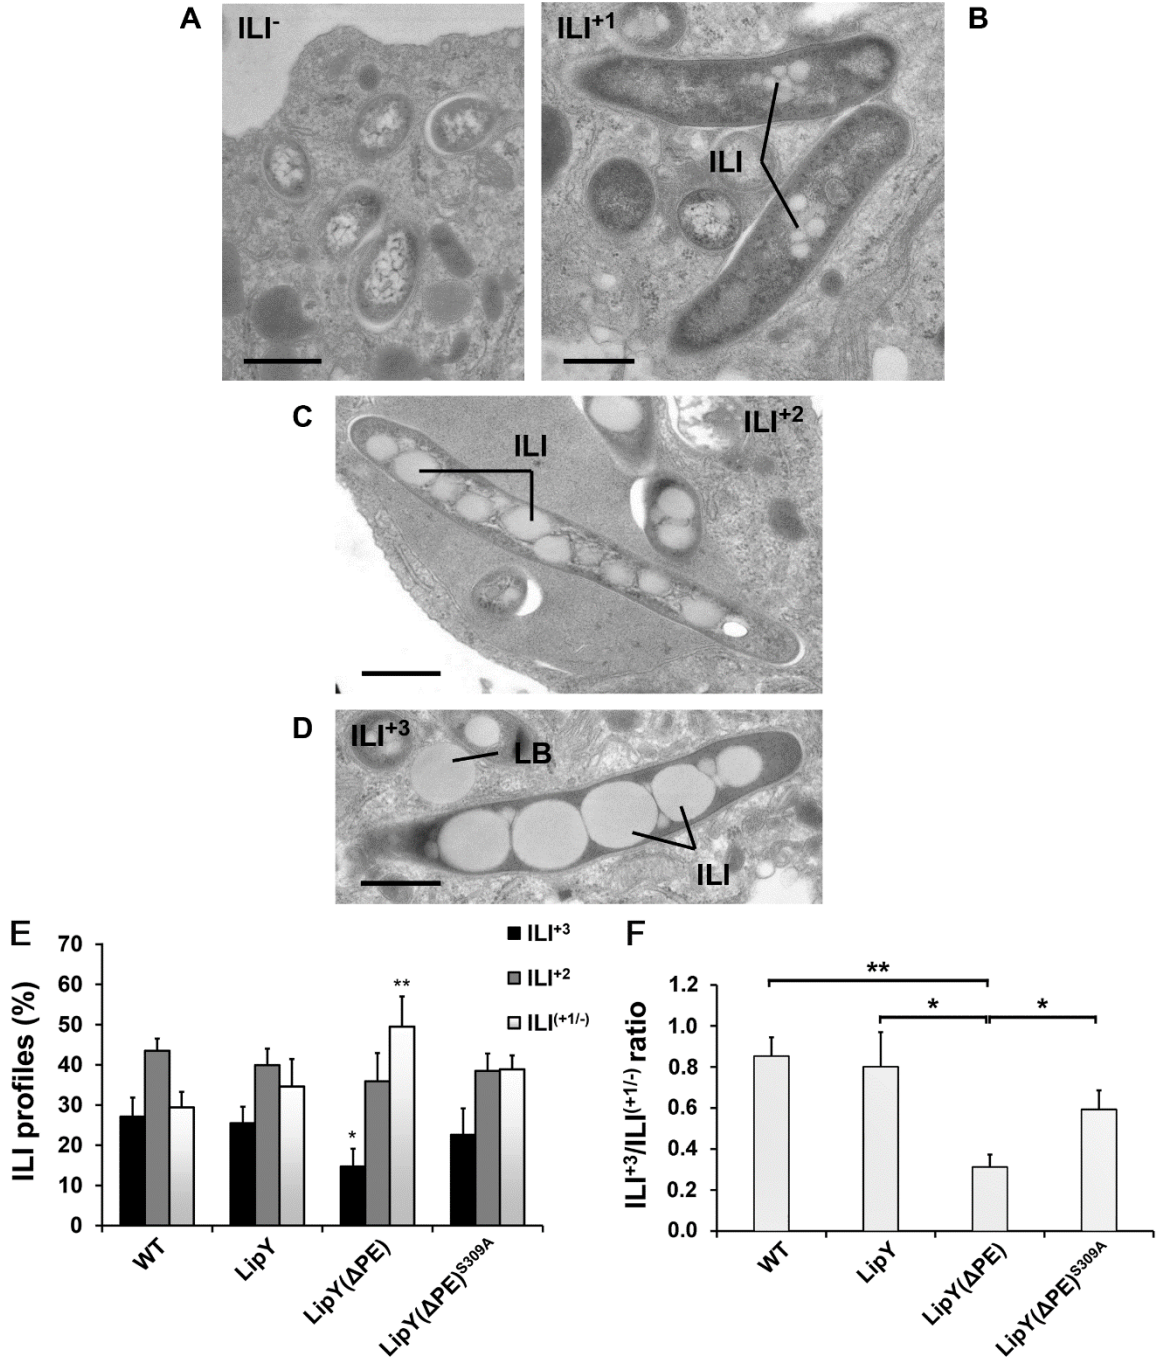 A
ILI⁻
ILI⁺¹
B
ILI
C
ILI
ILI⁺²
D
ILI⁺³
LB
ILI
E
ILI profiles (%)
70
60
50
40
30
20
10
0
ILI⁺³
ILI⁺²
ILI⁽⁺¹/⁻⁾
*
**
WT
LipY
LipY(ΔPE)
LipY(ΔPE)S309A
F
ILI⁺³/ILI⁽⁺¹/⁻⁾ ratio
1.2
1.0
0.8
0.6
0.4
0.2
0.0
**
*
*
WT
LipY
LipY(ΔPE)
LipY(ΔPE)S309A